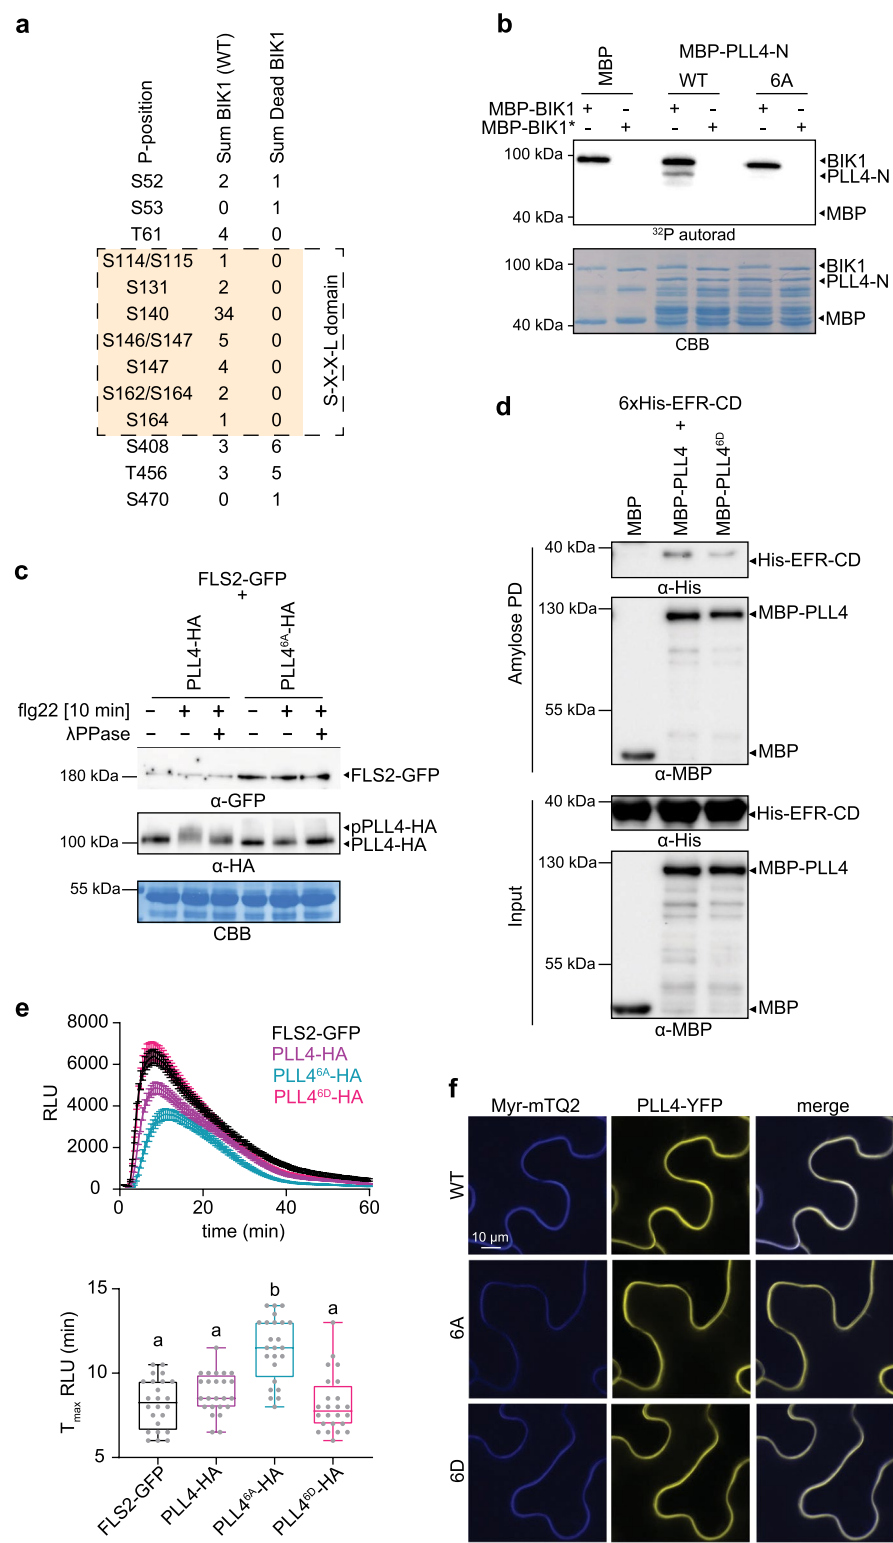 a
P-position Sum BIK1 (WT) Sum Dead BIK1
S52 2 1
S53 0 1
T61 4 0
S114/S115 1 0
S131 2 0
S140 34 0
S146/S147 5 0
S147 4 0
S162/S164 2 0
S164 1 0
S-X-X-L domain
S408 3 6
T456 3 5
S470 0 1
b
MBP-PLL4-N
MBP WT 6A
MBP-BIK1 + - + - + -
MBP-BIK1* - + - + - +
100 kDa
40 kDa
BIK1
PLL4-N
MBP
32P autorad
100 kDa
40 kDa
BIK1
PLL4-N
MBP
CBB
c
FLS2-GFP
+
PLL4-HA PLL46A-HA
flg22 [10 min] - + + - + +
λPPase - - + - - +
180 kDa
FLS2-GFP
α-GFP
pPLL4-HA
100 kDa
PLL4-HA
α-HA
55 kDa
CBB
d
6xHis-EFR-CD
+
MBP MBP-PLL4 MBP-PLL46D
Amylose PD
40 kDa
His-EFR-CD
α-His
130 kDa
MBP-PLL4
55 kDa
MBP
α-MBP
Input
40 kDa
His-EFR-CD
α-His
130 kDa
MBP-PLL4
55 kDa
MBP
α-MBP
e
RLU
8000
6000
4000
2000
0
0 20 40 60
time (min)
FLS2-GFP
PLL4-HA
PLL46A-HA
PLL46D-HA
Tmax RLU (min)
15
10
5
a a b a
FLS2-GFP PLL4-HA PLL46A-HA PLL46D-HA
f
Myr-mTQ2 PLL4-YFP merge
WT
10 µm
6A
6D